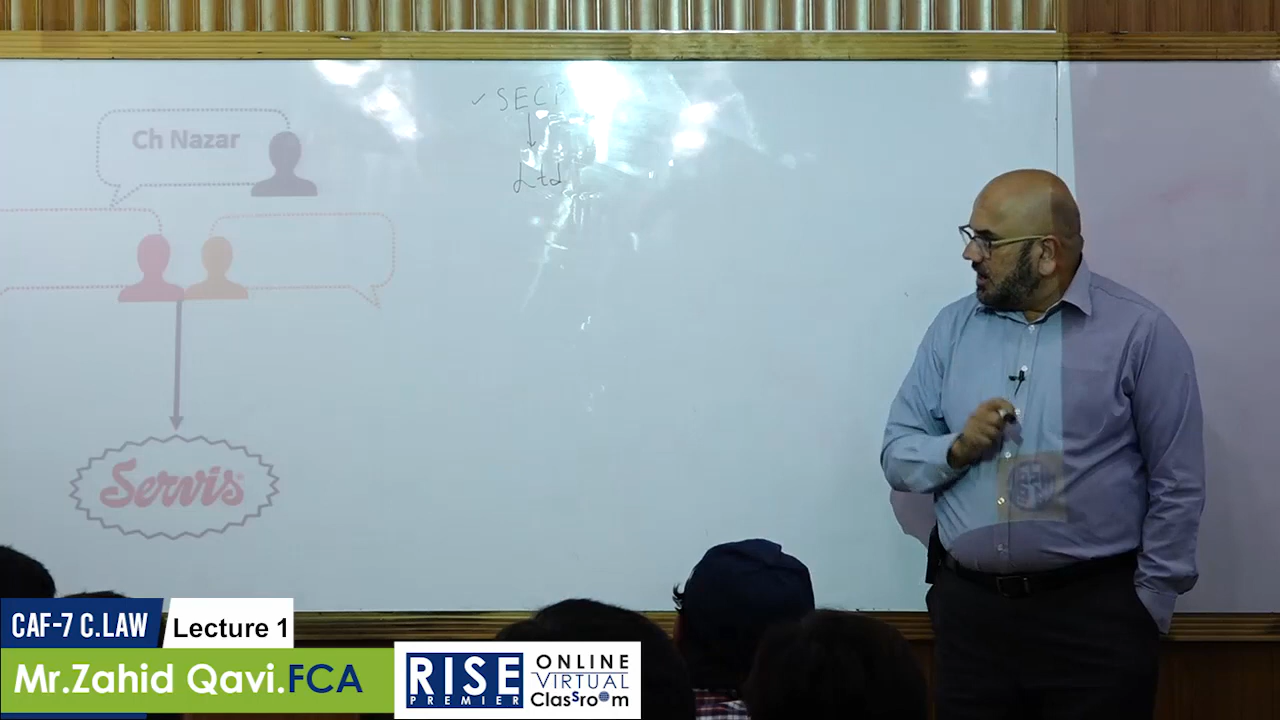 ✓ SECP
Ltd
Ch Nazar
Servis
CAF-7 C.LAW
Lecture 1
Mr.Zahid Qavi.FCA
RISE
PREMIER
ONLINE
VIRTUAL
Classroom